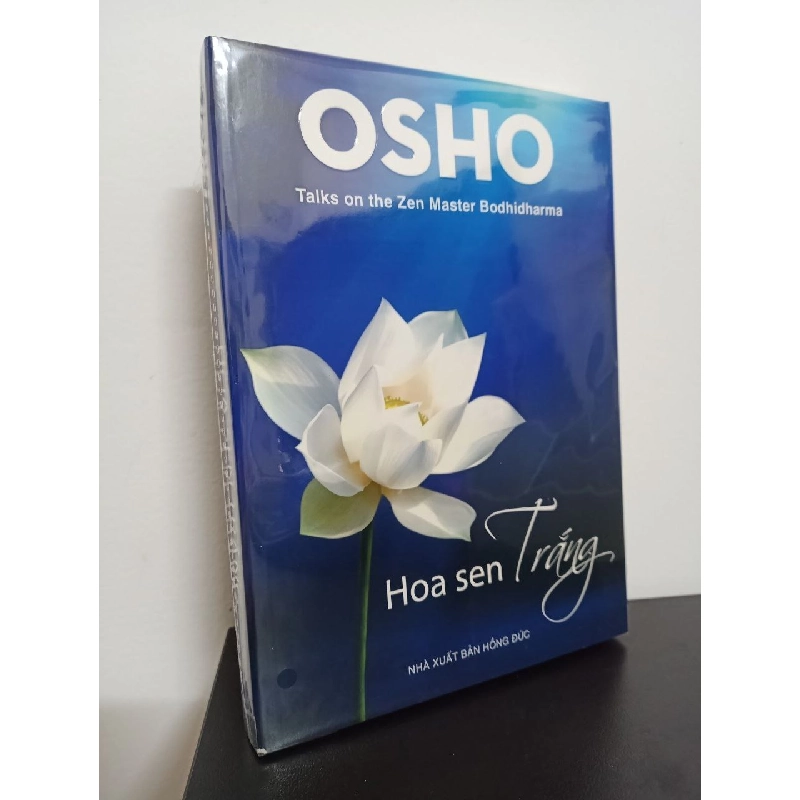 OSHO
Talks on the Zen Master Bodhidharma
Hoa sen Trắng
NHÀ XUẤT BẢN HỒNG ĐỨC